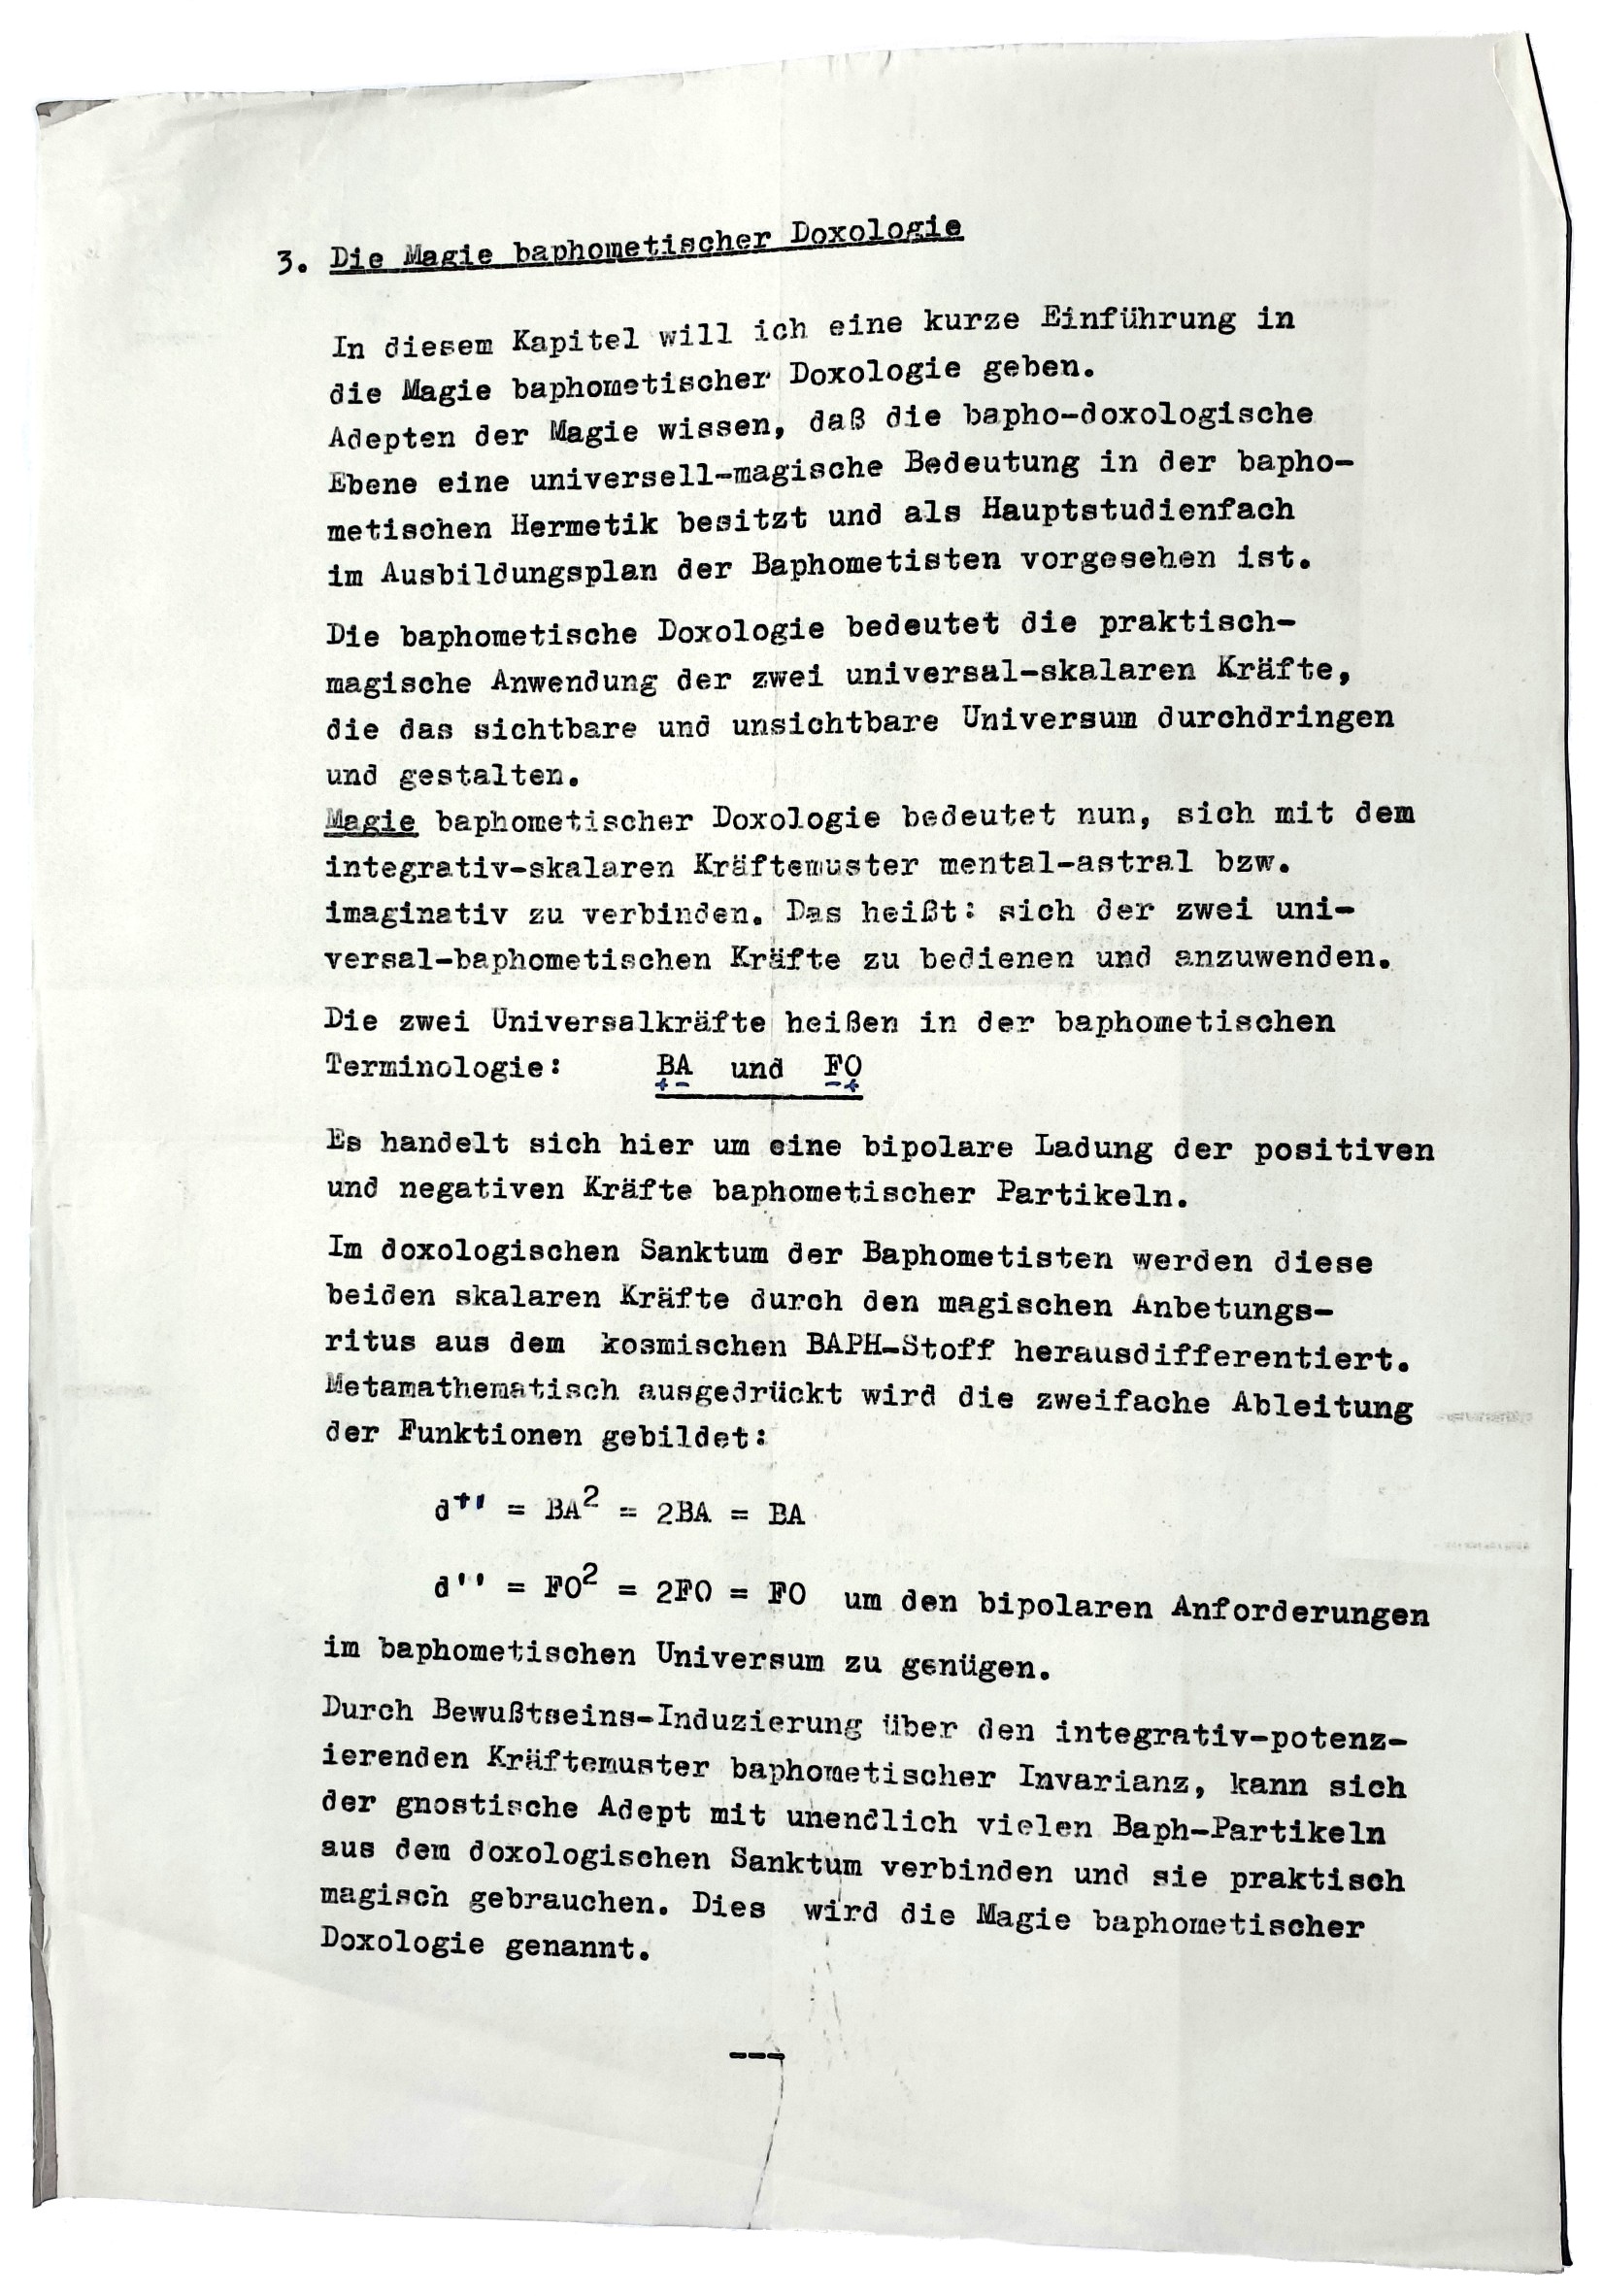 3. Die Magie baphometischer Doxologie
In diesem Kapitel will ich eine kurze Einführung in
die Magie baphometischer Doxologie geben.
Adepten der Magie wissen, daß die bapho-doxologische
Ebene eine universell-magische Bedeutung in der bapho-
metischen Hermetik besitzt und als Hauptstudienfach
im Ausbildungsplan der Baphometisten vorgesehen ist.
Die baphometische Doxologie bedeutet die praktisch-
magische Anwendung der zwei universal-skalaren Kräfte,
die das sichtbare und unsichtbare Universum durchdringen
und gestalten.
Magie baphometischer Doxologie bedeutet nun, sich mit dem
integrativ-skalaren Kräftemuster mental-astral bzw.
imaginativ zu verbinden. Das heißt: sich der zwei uni-
versal-baphometischen Kräfte zu bedienen und anzuwenden.
Die zwei Universalkräfte heißen in der baphometischen
Terminologie: BA und FO
+- -+
Es handelt sich hier um eine bipolare Ladung der positiven
und negativen Kräfte baphometischer Partikeln.
Im doxologischen Sanktum der Baphometisten werden diese
beiden skalaren Kräfte durch den magischen Anbetungs-
ritus aus dem kosmischen BAPH-Stoff herausdifferentiert.
Metamathematisch ausgedrückt wird die zweifache Ableitung
der Funktionen gebildet:
d+' = BA² = 2BA = BA
d'' = FO² = 2FO = FO um den bipolaren Anforderungen
im baphometischen Universum zu genügen.
Durch Bewußtseins-Induzierung über den integrativ-potenz-
ierenden Kräftemuster baphometischer Invarianz, kann sich
der gnostische Adept mit unendlich vielen Baph-Partikeln
aus dem doxologischen Sanktum verbinden und sie praktisch
magisch gebrauchen. Dies wird die Magie baphometischer
Doxologie genannt.
---